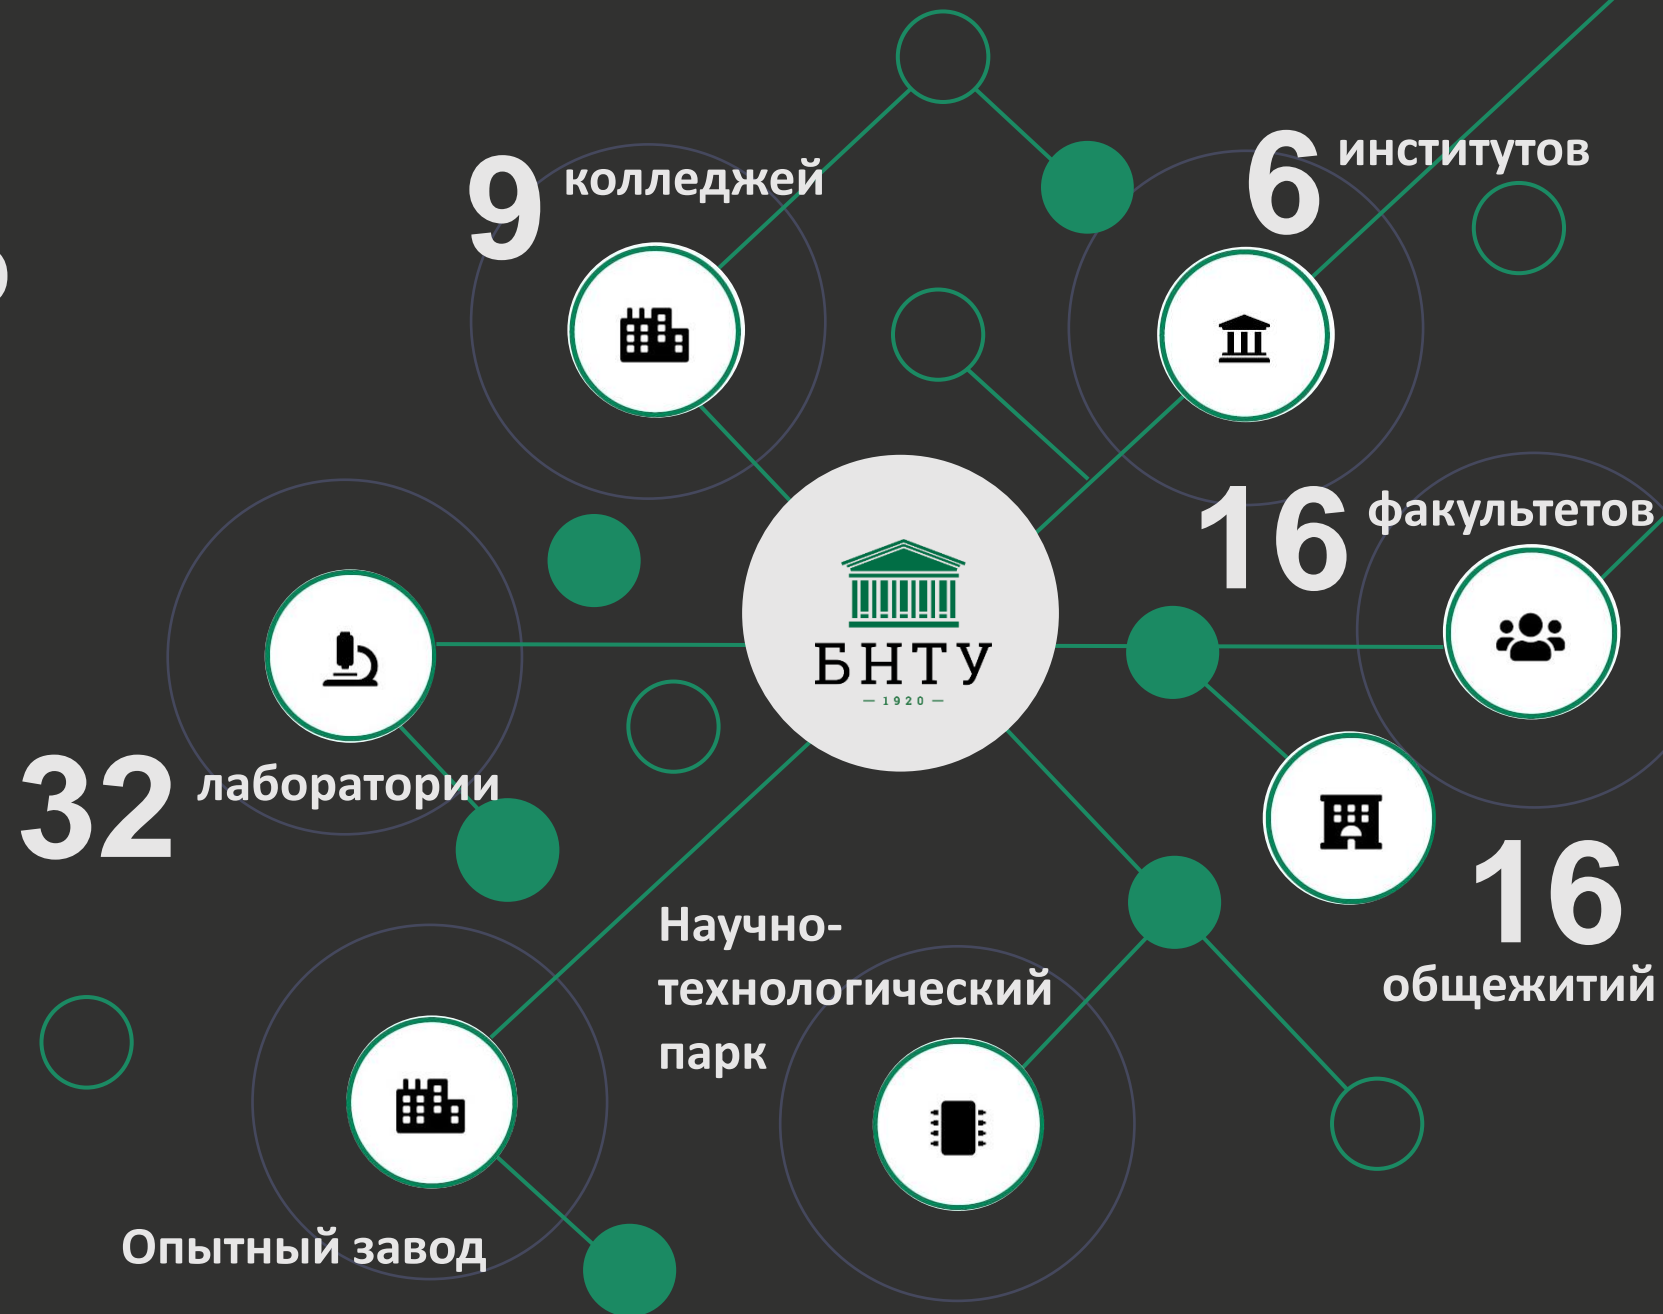 9 колледжей
6 институтов
16 факультетов
БНТУ
— 1920 —
32 лаборатории
16
общежитий
Научно-
технологический
парк
Опытный завод